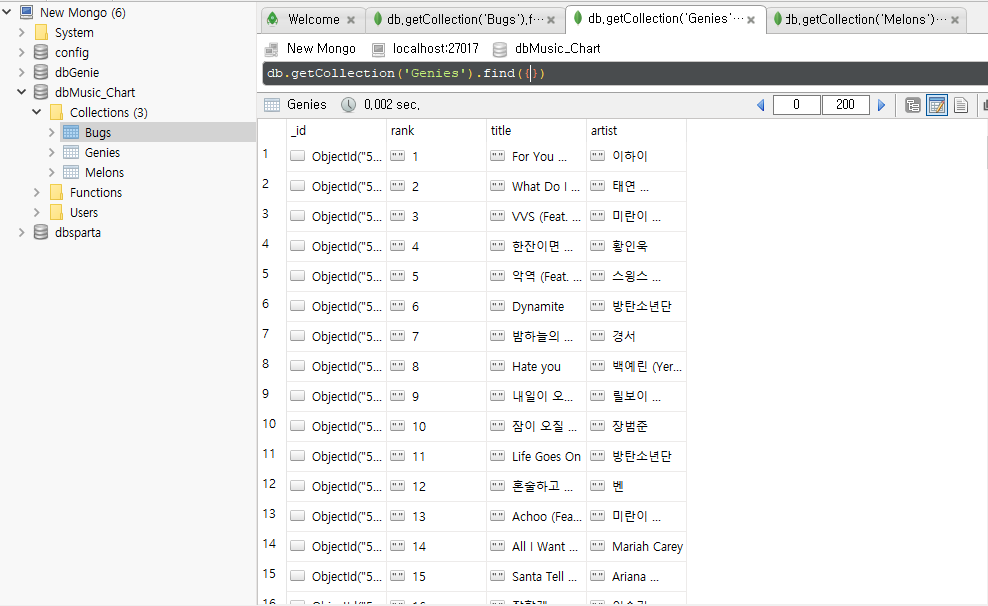 New Mongo (6)
System
config
dbGenie
dbMusic_Chart
Collections (3)
Bugs
Genies
Melons
Functions
Users
dbsparta
Welcome × db.getCollection('Bugs').f··· × db.getCollection('Genies'··· × db.getCollection('Melons')··· ×
New Mongo localhost:27017 dbMusic_Chart
db.getCollection('Genies').find({})
Genies 0,002 sec. 0 200
_id rank title artist
1 ObjectId("5... "" 1 "" For You ... "" 이하이
2 ObjectId("5... "" 2 "" What Do I ... "" 태연 ...
3 ObjectId("5... "" 3 "" VVS (Feat. ... "" 미란이 ...
4 ObjectId("5... "" 4 "" 한잔이면 ... "" 황인욱
5 ObjectId("5... "" 5 "" 악역 (Feat. ... "" 스윙스 ...
6 ObjectId("5... "" 6 "" Dynamite "" 방탄소년단
7 ObjectId("5... "" 7 "" 밤하늘의 ... "" 경서
8 ObjectId("5... "" 8 "" Hate you "" 백예린 (Yer...
9 ObjectId("5... "" 9 "" 내일이 오... "" 릴보이 ...
10 ObjectId("5... "" 10 "" 잠이 오질 ... "" 장범준
11 ObjectId("5... "" 11 "" Life Goes On "" 방탄소년단
12 ObjectId("5... "" 12 "" 혼술하고 ... "" 벤
13 ObjectId("5... "" 13 "" Achoo (Fea... "" 미란이 ...
14 ObjectId("5... "" 14 "" All I Want ... "" Mariah Carey
15 ObjectId("5... "" 15 "" Santa Tell ... "" Ariana ...